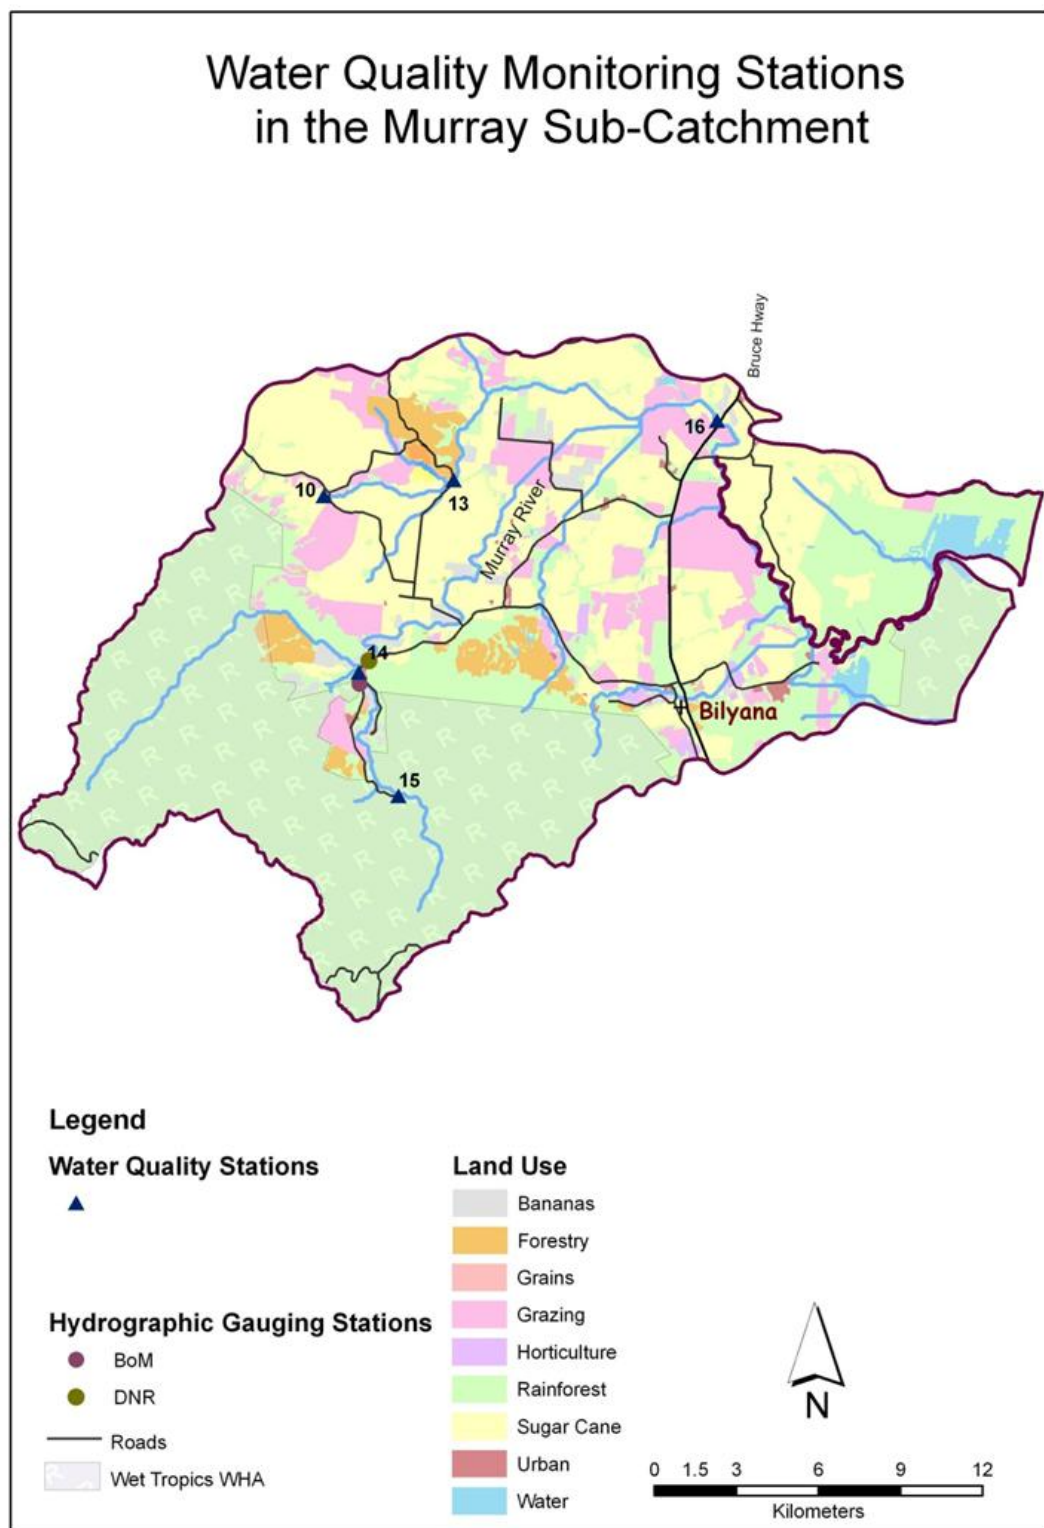 Water Quality Monitoring Stations
in the Murray Sub-Catchment
Bruce Hway
16
10
13
Murray River
14
Bilyana
15
Legend
Water Quality Stations
Hydrographic Gauging Stations
BoM
DNR
Roads
Wet Tropics WHA
Land Use
Bananas
Forestry
Grains
Grazing
Horticulture
Rainforest
Sugar Cane
Urban
Water
N
0 1.5 3 6 9 12
Kilometers